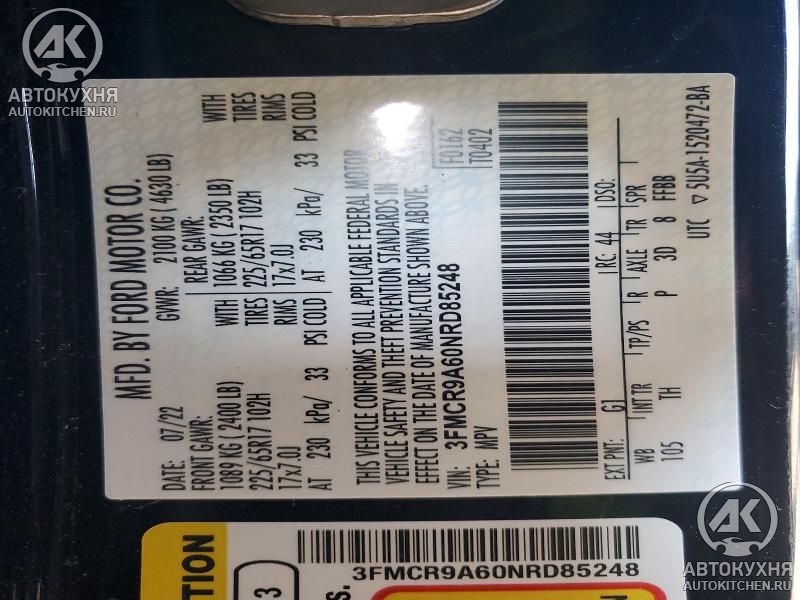 AK
АВТОКУХНЯ
AUTOKITCHEN.RU
MFD. BY FORD MOTOR CO.
DATE: 07/22 GVWR: 2100 KG ( 4630 LB)
FRONT GAWR: REAR GAWR: WITH
1089 KG ( 2400 LB) 1066 KG ( 2350 LB) TIRES
225/65R17 102H 225/65R17 102H RIMS
17x7.0J 17x7.0J
AT 230 kPa/ 33 PSI COLD AT 230 kPa/ 33 PSI COLD
WITH
TIRES
RIMS
THIS VEHICLE CONFORMS TO ALL APPLICABLE FEDERAL MOTOR
VEHICLE SAFETY AND THEFT PREVENTION STANDARDS IN
EFFECT ON THE DATE OF MANUFACTURE SHOWN ABOVE.
VIN: 3FMCR9A60NRD85248 F0162
TYPE: MPV T0402
EXT PNT: G1 RC: 44 DSO:
WB INT TR TP/PS R AXLE TR SPR
105 TH P 3D 8 FFBB
UTC ▽ 5U5A-1520472-BA
3FMCR9A60NRD85248
TION
3
S.
AK
АВТОКУХНЯ
AUTOKITCHEN.RU